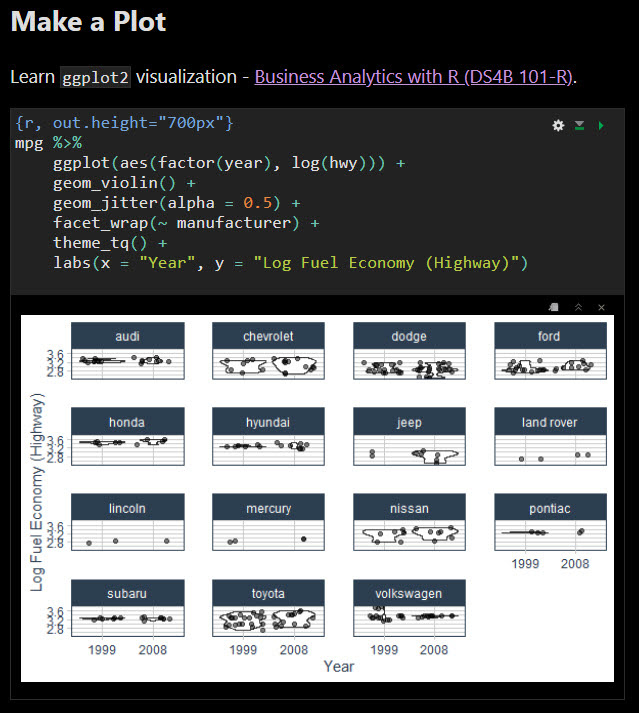 Make a Plot
Learn ggplot2 visualization - Business Analytics with R (DS4B 101-R).
{r, out.height="700px"}
mpg %>%
    ggplot(aes(factor(year), log(hwy))) +
    geom_violin() +
    geom_jitter(alpha = 0.5) +
    facet_wrap(~ manufacturer) +
    theme_tq() +
    labs(x = "Year", y = "Log Fuel Economy (Highway)")
audi chevrolet dodge ford
3.6
3.2
2.8
honda hyundai jeep land rover
3.6
3.2
2.8
lincoln mercury nissan pontiac
3.6
3.2
2.8
1999 2008
subaru toyota volkswagen
3.6
3.2
2.8
1999 2008 1999 2008 1999 2008
Year
Log Fuel Economy (Highway)